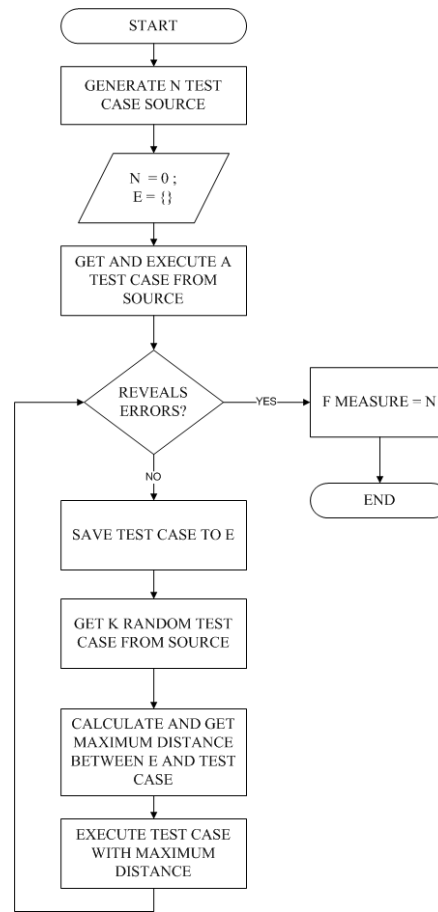 START
GENERATE N TEST
CASE SOURCE
N = 0 ;
E = {}
GET AND EXECUTE A
TEST CASE FROM
SOURCE
REVEALS
ERRORS?
YES
F MEASURE = N
END
NO
SAVE TEST CASE TO E
GET K RANDOM TEST
CASE FROM SOURCE
CALCULATE AND GET
MAXIMUM DISTANCE
BETWEEN E AND TEST
CASE
EXECUTE TEST CASE
WITH MAXIMUM
DISTANCE